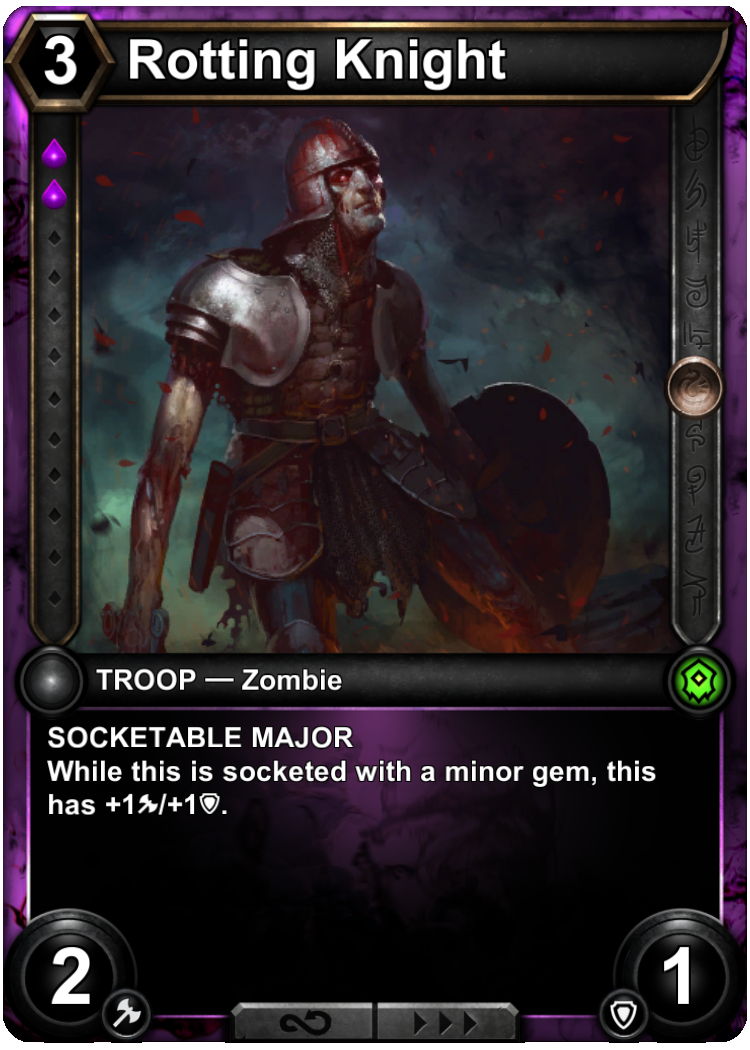 3
Rotting Knight
TROOP — Zombie
SOCKETABLE MAJOR
While this is socketed with a minor gem, this
has +1/+1.
2
1